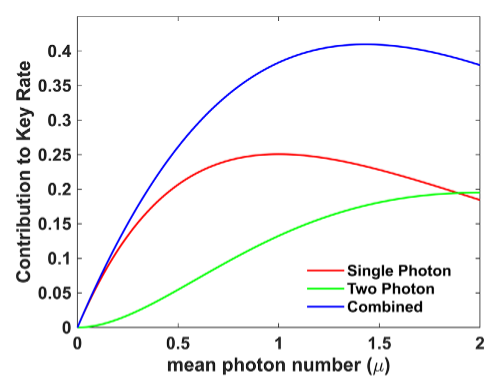 Contribution to Key Rate
0.4
0.35
0.3
0.25
0.2
0.15
0.1
0.05
0
Single Photon
Two Photon
Combined
0 0.5 1 1.5 2
mean photon number (μ)